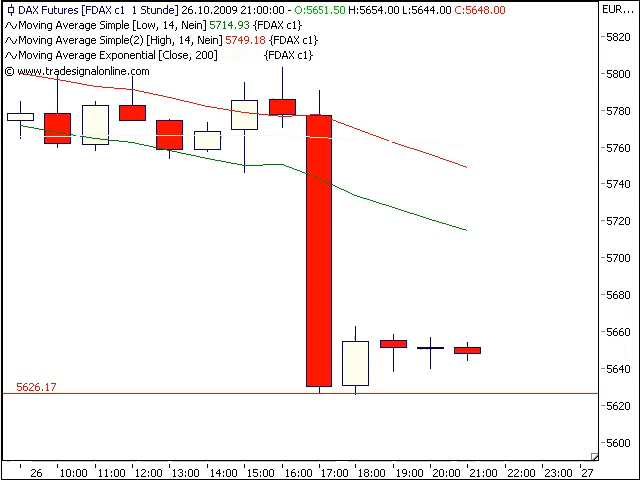 DAX Futures [FDAX c1 1 Stunde] 26.10.2009 21:00:00 - O:5651.50 H:5654.00 L:5644.00 C:5648.00
EUR...
Moving Average Simple [Low, 14, Nein] 5714.93 {FDAX c1}
Moving Average Simple(2) [High, 14, Nein] 5749.18 {FDAX c1}
Moving Average Exponential [Close, 200] {FDAX c1}
© www.tradesignalonline.com
5820
5800
5780
5760
5740
5720
5700
5680
5660
5640
5620
5600
5626.17
26 10:00 11:00 12:00 13:00 14:00 15:00 16:00 17:00 18:00 19:00 20:00 21:00 22:00 23:00 27